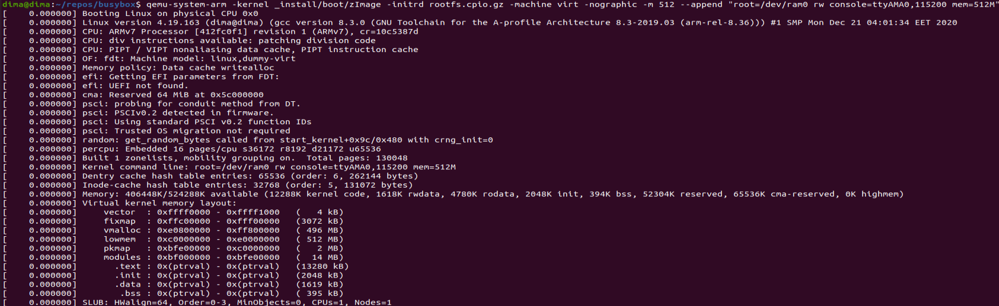 dima@dima:~/repos/busybox$ qemu-system-arm -kernel _install/boot/zImage -initrd rootfs.cpio.gz -machine virt -nographic -m 512 --append "root=/dev/ram0 rw console=ttyAMA0,115200 mem=512M"
[    0.000000] Booting Linux on physical CPU 0x0
[    0.000000] Linux version 4.19.163 (dima@dima) (gcc version 8.3.0 (GNU Toolchain for the A-profile Architecture 8.3-2019.03 (arm-rel-8.36))) #1 SMP Mon Dec 21 04:01:34 EET 2020
[    0.000000] CPU: ARMv7 Processor [412fc0f1] revision 1 (ARMv7), cr=10c5387d
[    0.000000] CPU: div instructions available: patching division code
[    0.000000] CPU: PIPT / VIPT nonaliasing data cache, PIPT instruction cache
[    0.000000] OF: fdt: Machine model: linux,dummy-virt
[    0.000000] Memory policy: Data cache writealloc
[    0.000000] efi: Getting EFI parameters from FDT:
[    0.000000] efi: UEFI not found.
[    0.000000] cma: Reserved 64 MiB at 0x5c000000
[    0.000000] psci: probing for conduit method from DT.
[    0.000000] psci: PSCIv0.2 detected in firmware.
[    0.000000] psci: Using standard PSCI v0.2 function IDs
[    0.000000] psci: Trusted OS migration not required
[    0.000000] random: get_random_bytes called from start_kernel+0x9c/0x480 with crng_init=0
[    0.000000] percpu: Embedded 16 pages/cpu s36172 r8192 d21172 u65536
[    0.000000] Built 1 zonelists, mobility grouping on.  Total pages: 130048
[    0.000000] Kernel command line: root=/dev/ram0 rw console=ttyAMA0,115200 mem=512M
[    0.000000] Dentry cache hash table entries: 65536 (order: 6, 262144 bytes)
[    0.000000] Inode-cache hash table entries: 32768 (order: 5, 131072 bytes)
[    0.000000] Memory: 406448K/524288K available (12288K kernel code, 1618K rwdata, 4780K rodata, 2048K init, 394K bss, 52304K reserved, 65536K cma-reserved, 0K highmem)
[    0.000000] Virtual kernel memory layout:
[    0.000000]     vector  : 0xffff0000 - 0xffff1000   (   4 kB)
[    0.000000]     fixmap  : 0xffc00000 - 0xfff00000   (3072 kB)
[    0.000000]     vmalloc : 0xe0800000 - 0xff800000   ( 496 MB)
[    0.000000]     lowmem  : 0xc0000000 - 0xe0000000   ( 512 MB)
[    0.000000]     pkmap   : 0xbfe00000 - 0xc0000000   (   2 MB)
[    0.000000]     modules : 0xbf000000 - 0xbfe00000   (  14 MB)
[    0.000000]       .text : 0x(ptrval) - 0x(ptrval)   (13280 kB)
[    0.000000]       .init : 0x(ptrval) - 0x(ptrval)   (2048 kB)
[    0.000000]       .data : 0x(ptrval) - 0x(ptrval)   (1619 kB)
[    0.000000]        .bss : 0x(ptrval) - 0x(ptrval)   ( 395 kB)
[    0.000000] SLUB: HWalign=64, Order=0-3, MinObjects=0, CPUs=1, Nodes=1